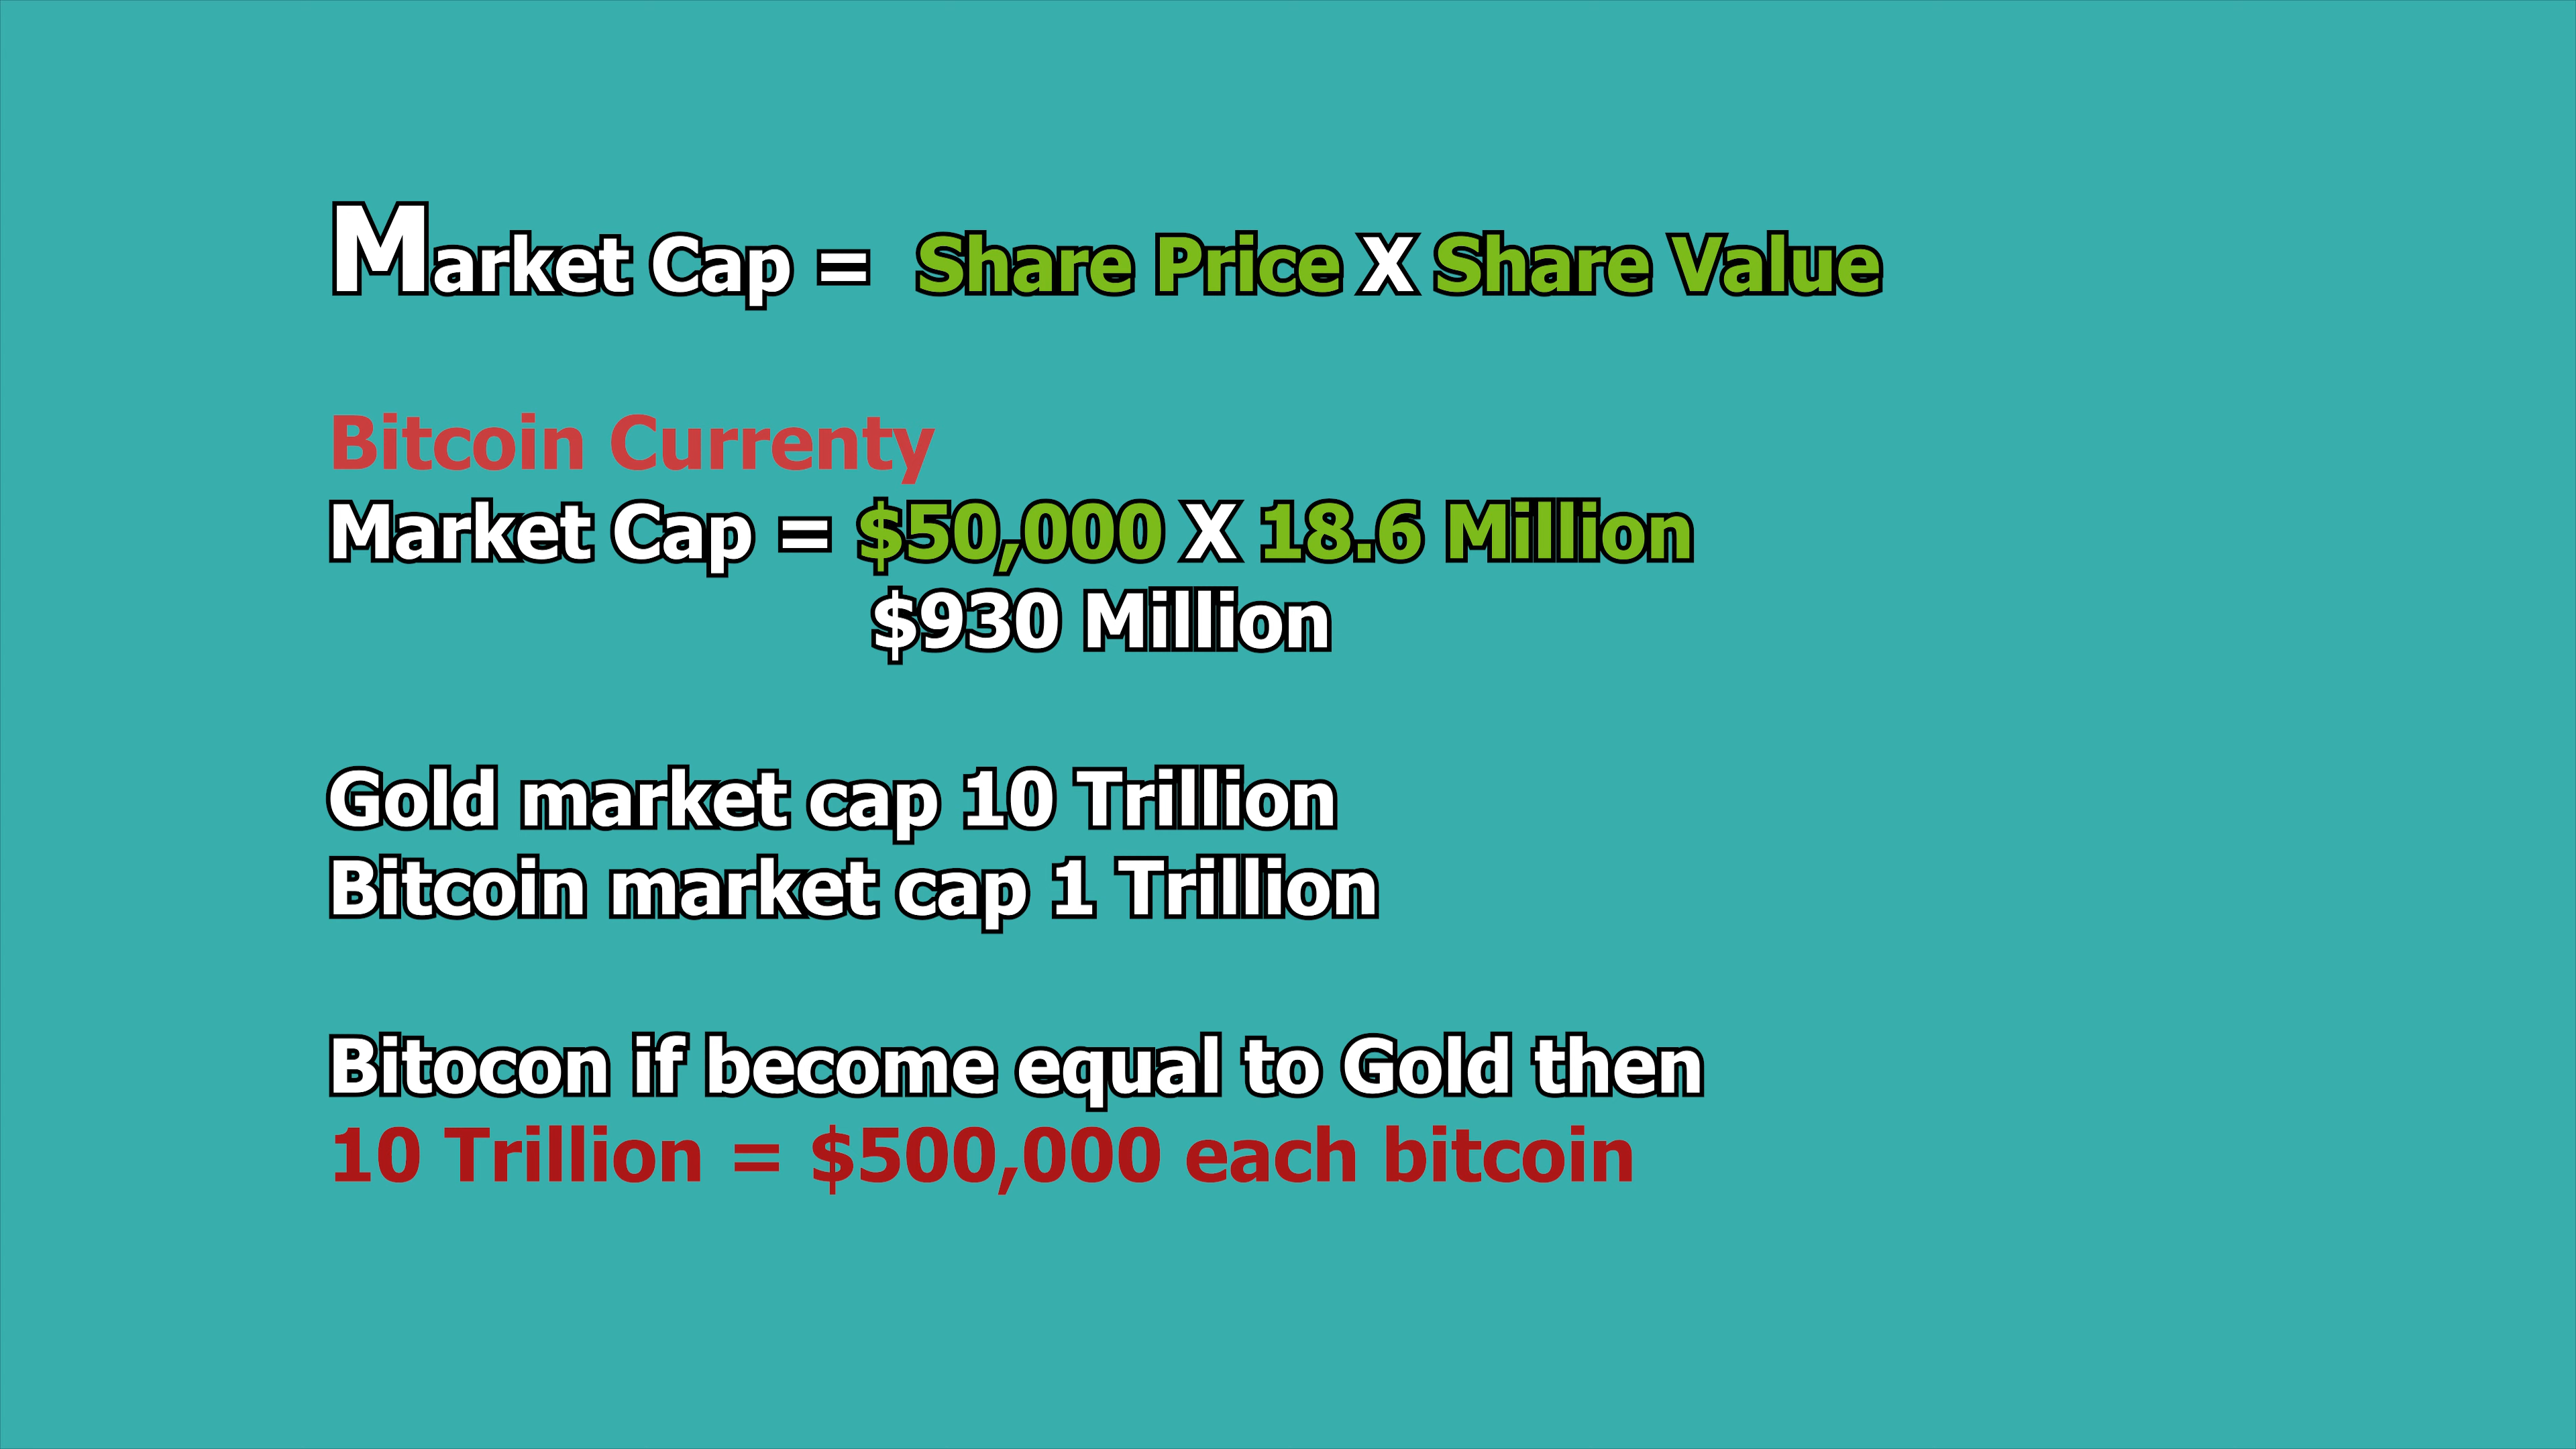 Market Cap = Share Price X Share Value
Bitcoin Currenty
Market Cap = $50,000 X 18.6 Million
$930 Million
Gold market cap 10 Trillion
Bitcoin market cap 1 Trillion
Bitocon if become equal to Gold then
10 Trillion = $500,000 each bitcoin